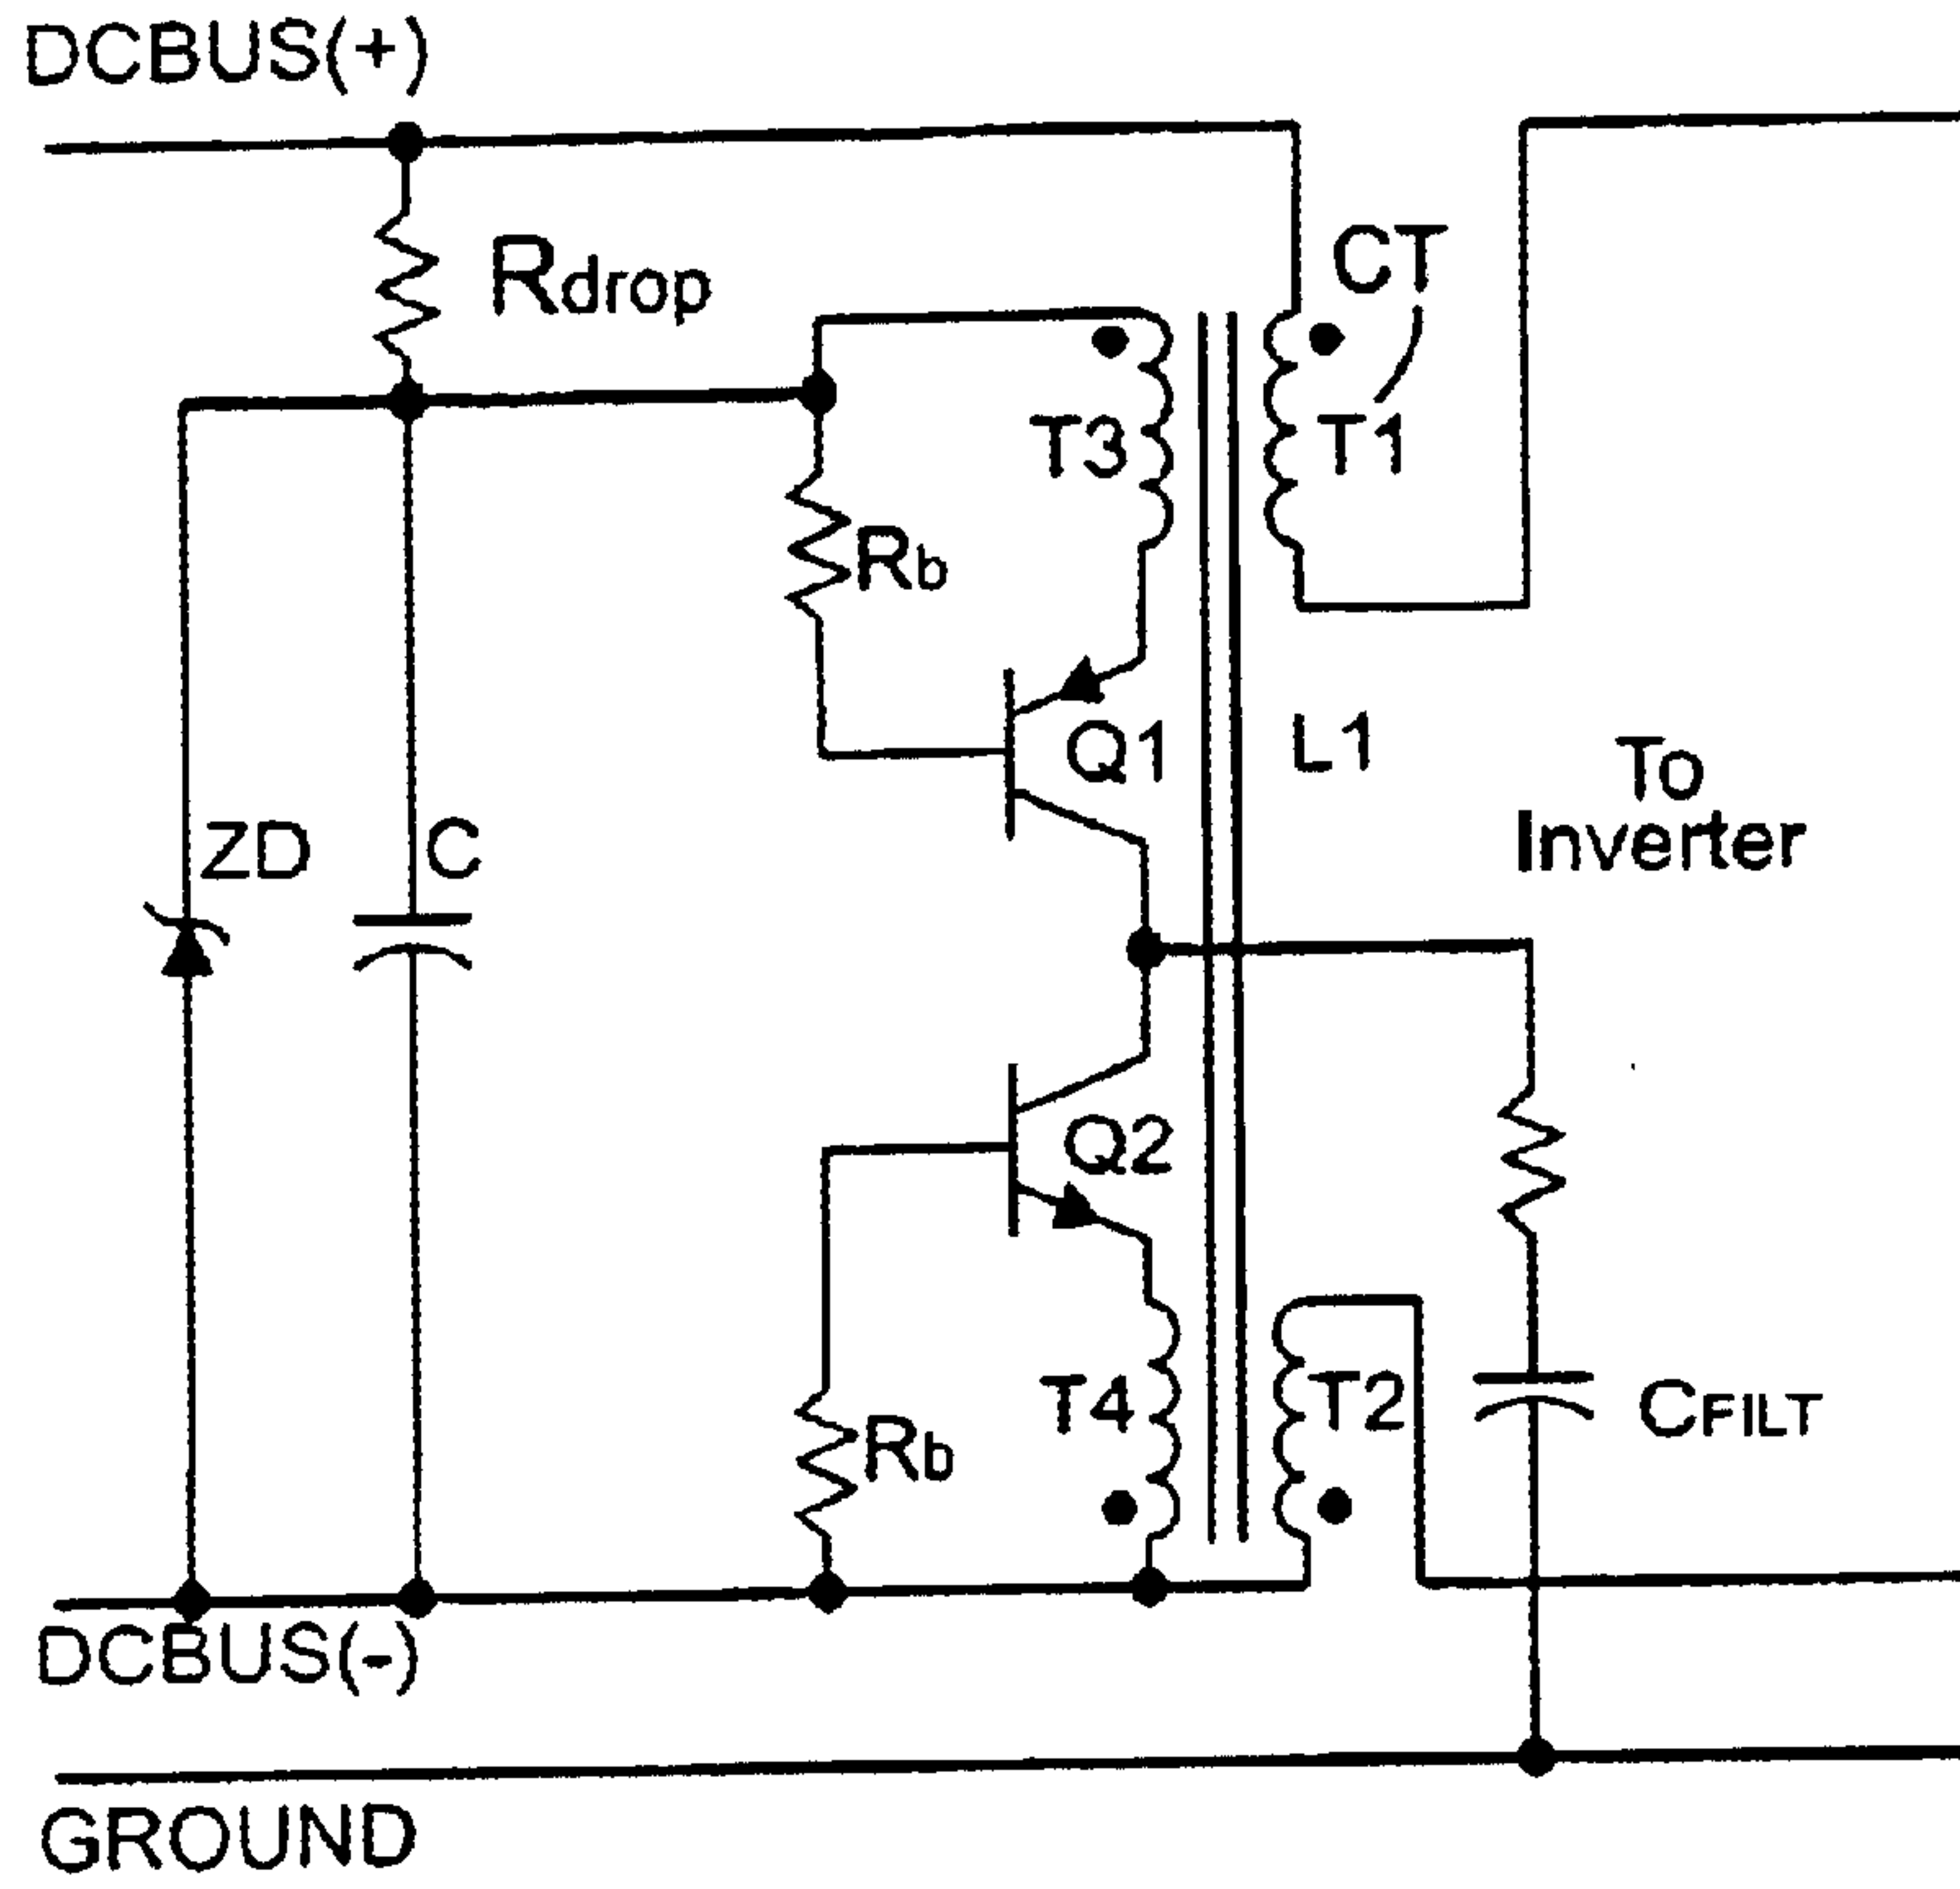 DCBUS(+)
Rdrop
CT
T3
T1
Rb
Q1
L1
To
Inverter
ZD
C
Q2
T4
T2
Rb
CFILT
DCBUS(-)
GROUND